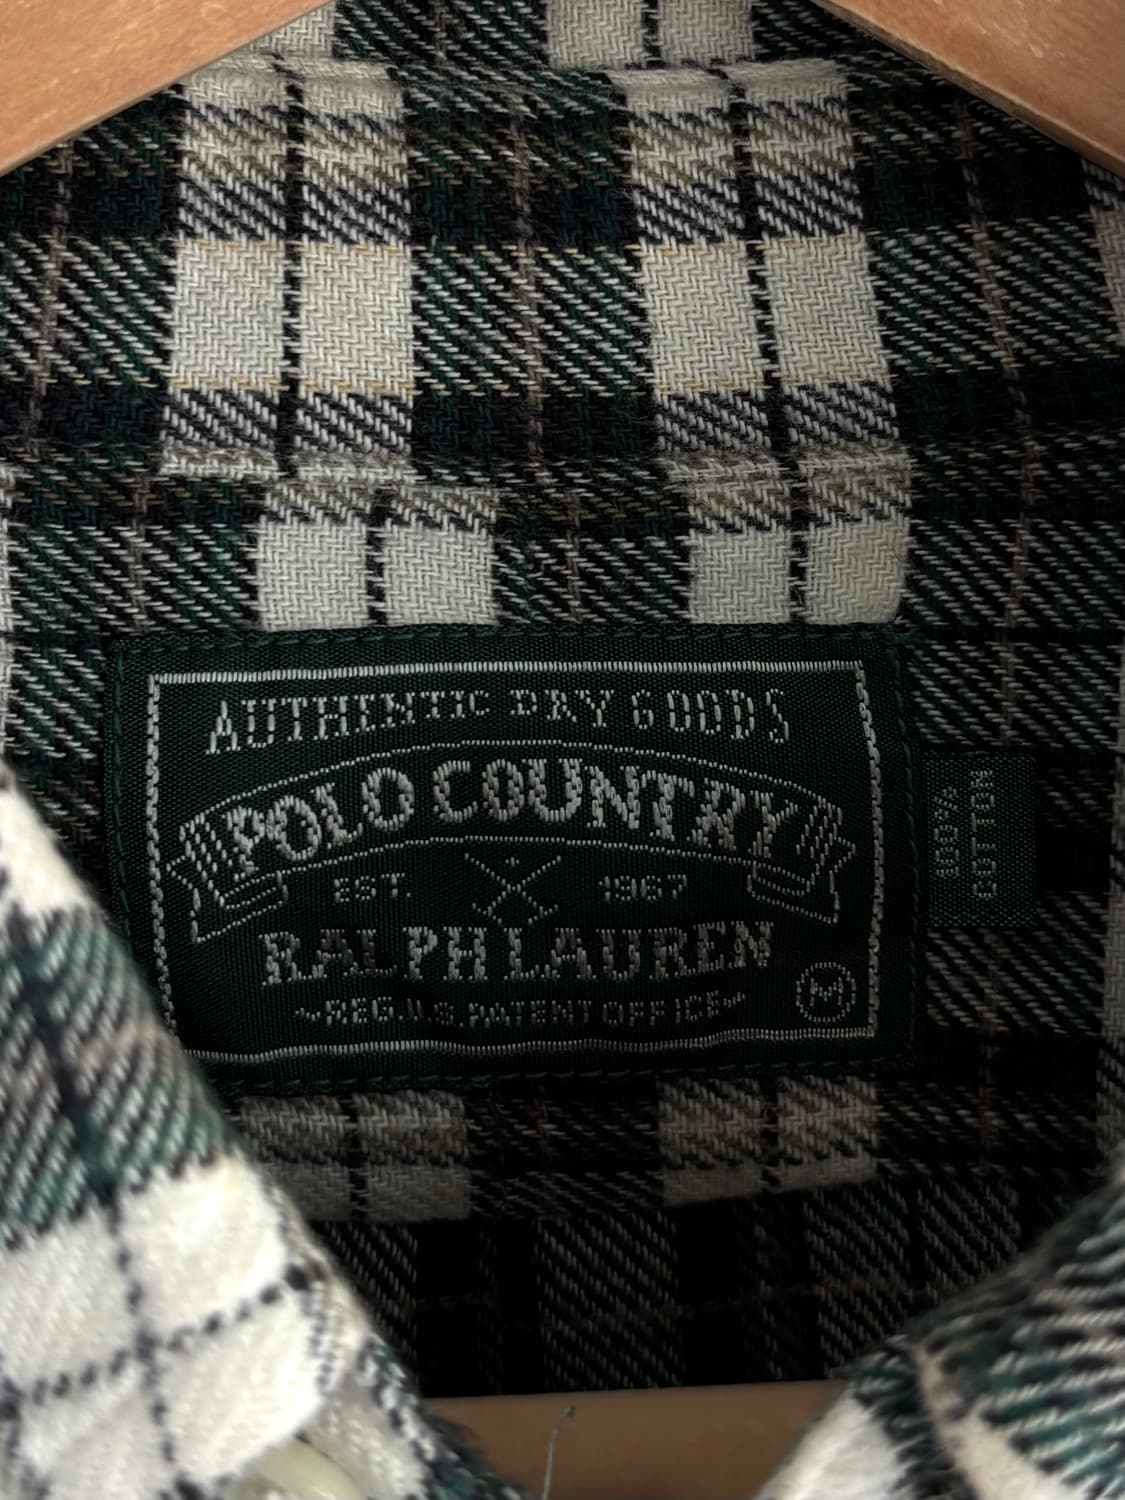 AUTHENTIC DRY GOODS
POLO COUNTRY
EST. 1967
RALPH LAUREN
REG. U.S. PATENT OFFICE
M
100%
COTTON